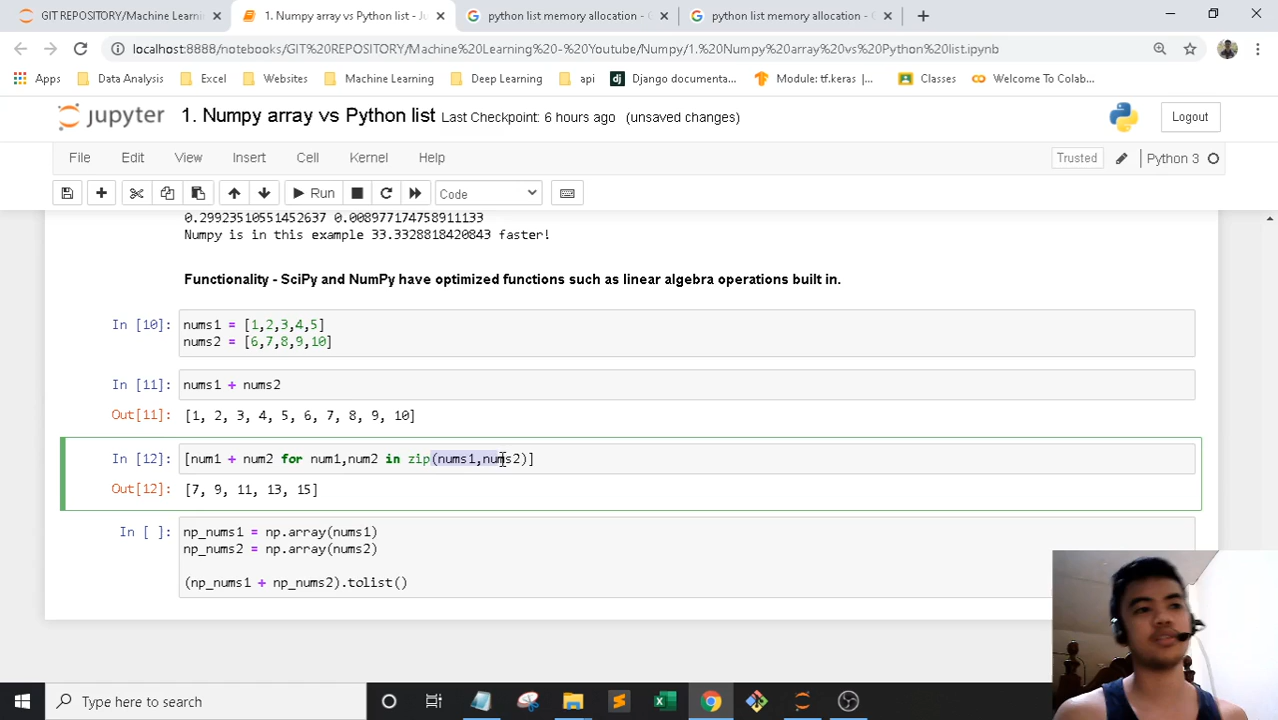 GIT REPOSITORY/Machine Learnin
1. Numpy array vs Python list - Ju
python list memory allocation - G
python list memory allocation - G
localhost:8888/notebooks/GIT%20REPOSITORY/Machine%20Learning%20-%20Youtube/Numpy/1.%20Numpy%20array%20vs%20Python%20list.ipynb
Apps
Data Analysis
Excel
Websites
Machine Learning
Deep Learning
api
dj
Django documenta...
Module: tf.keras |...
Classes
Welcome To Colab...
jupyter 1. Numpy array vs Python list Last Checkpoint: 6 hours ago (unsaved changes)
Logout
File Edit View Insert Cell Kernel Help
Trusted
Python 3
Run
Code
0.29923510551452637 0.008977174758911133
Numpy is in this example 33.3328818420843 faster!
Functionality - SciPy and NumPy have optimized functions such as linear algebra operations built in.
In [10]: nums1 = [1,2,3,4,5]
nums2 = [6,7,8,9,10]
In [11]: nums1 + nums2
Out[11]: [1, 2, 3, 4, 5, 6, 7, 8, 9, 10]
In [12]: [num1 + num2 for num1,num2 in zip(nums1,nums2)]
Out[12]: [7, 9, 11, 13, 15]
In [ ]: np_nums1 = np.array(nums1)
np_nums2 = np.array(nums2)
(np_nums1 + np_nums2).tolist()
Type here to search